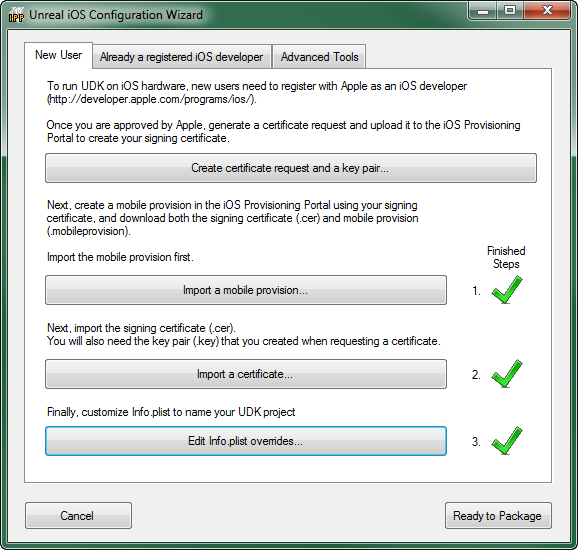 IPP Unreal iOS Configuration Wizard
New User Already a registered iOS developer Advanced Tools
To run UDK on iOS hardware, new users need to register with Apple as an iOS developer
(http://developer.apple.com/programs/ios/).
Once you are approved by Apple, generate a certificate request and upload it to the iOS Provisioning
Portal to create your signing certificate.
Create certificate request and a key pair...
Next, create a mobile provision in the iOS Provisioning Portal using your signing
certificate, and download both the signing certificate (.cer) and mobile provision
(.mobileprovision).
Import the mobile provision first.
Finished
Steps
Import a mobile provision...
1.
Next, import the signing certificate (.cer).
You will also need the key pair (.key) that you created when requesting a certificate.
Import a certificate...
2.
Finally, customize Info.plist to name your UDK project
Edit Info.plist overrides...
3.
Cancel
Ready to Package